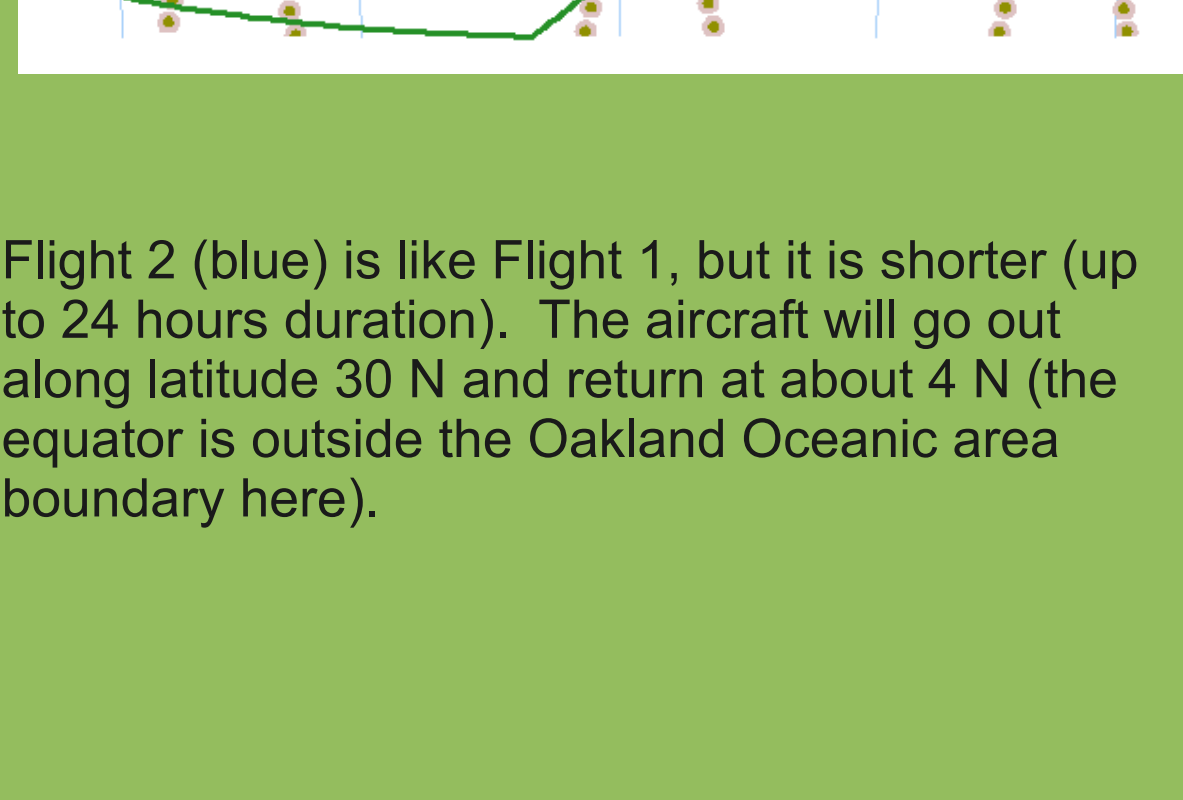 Flight 2 (blue) is like Flight 1, but it is shorter (up
to 24 hours duration).  The aircraft will go out
along latitude 30 N and return at about 4 N (the
equator is outside the Oakland Oceanic area
boundary here).